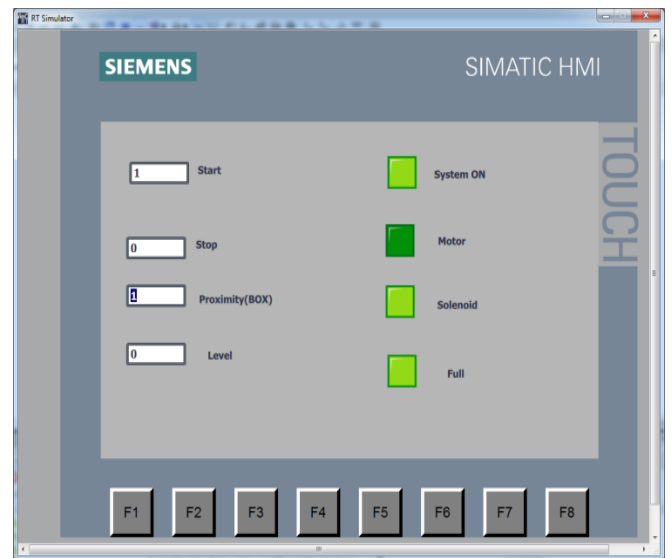 RT Simulator
SIEMENS
SIMATIC HMI
TOUCH
1 Start
System ON
0 Stop
Motor
1 Proximity(BOX)
Solenoid
0 Level
Full
F1 F2 F3 F4 F5 F6 F7 F8